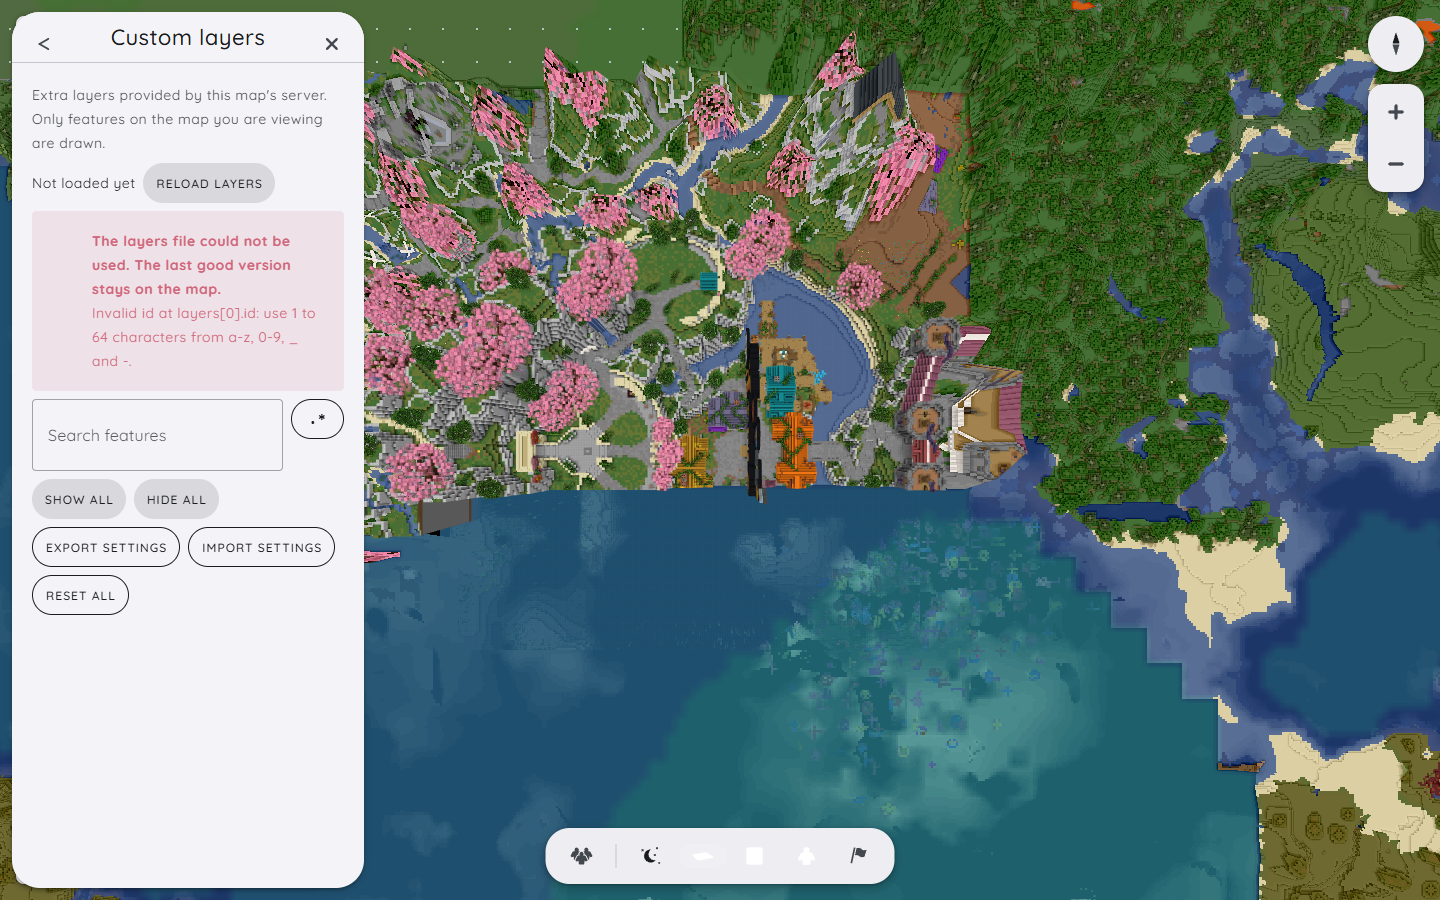 < Custom layers ×
Extra layers provided by this map's server.
Only features on the map you are viewing
are drawn.
Not loaded yet RELOAD LAYERS
The layers file could not be
used. The last good version
stays on the map.
Invalid id at layers[0].id: use 1 to
64 characters from a-z, 0-9, _
and -.
Search features .*
SHOW ALL HIDE ALL
EXPORT SETTINGS IMPORT SETTINGS
RESET ALL